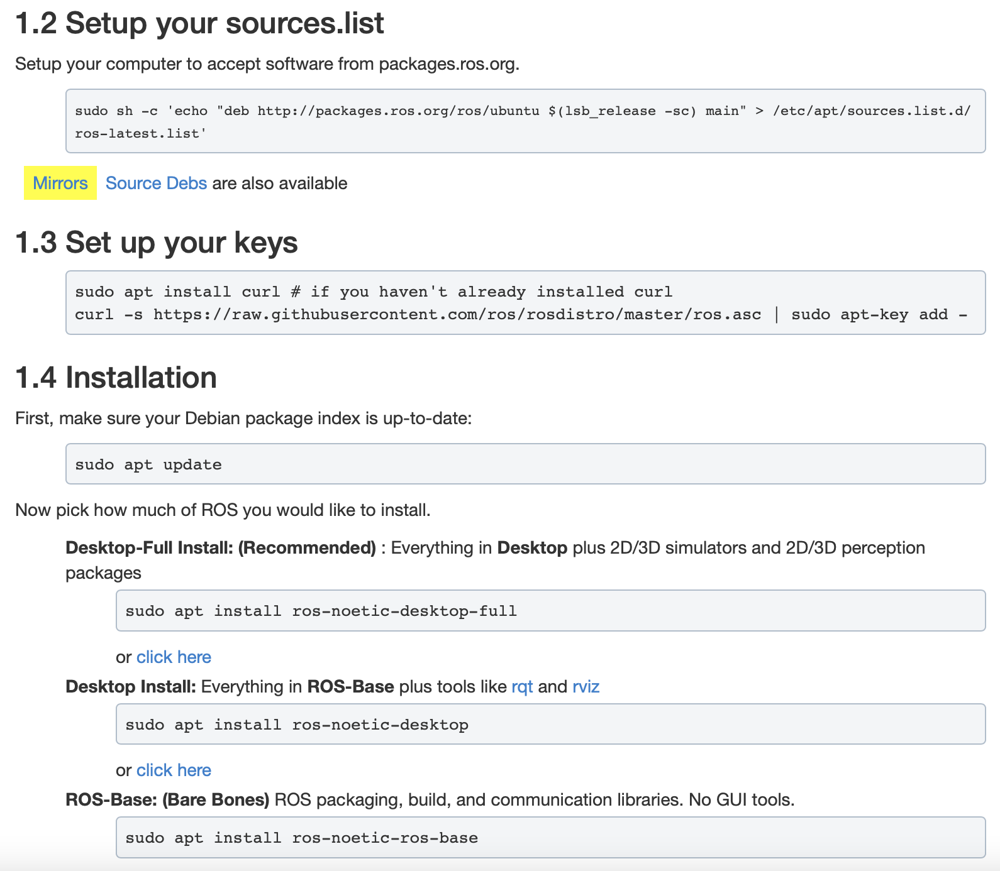 1.2 Setup your sources.list
Setup your computer to accept software from packages.ros.org.
sudo sh -c 'echo "deb http://packages.ros.org/ros/ubuntu $(lsb_release -sc) main" > /etc/apt/sources.list.d/
ros-latest.list'
Mirrors Source Debs are also available
1.3 Set up your keys
sudo apt install curl # if you haven't already installed curl
curl -s https://raw.githubusercontent.com/ros/rosdistro/master/ros.asc | sudo apt-key add -
1.4 Installation
First, make sure your Debian package index is up-to-date:
sudo apt update
Now pick how much of ROS you would like to install.
Desktop-Full Install: (Recommended) : Everything in Desktop plus 2D/3D simulators and 2D/3D perception
packages
sudo apt install ros-noetic-desktop-full
or click here
Desktop Install: Everything in ROS-Base plus tools like rqt and rviz
sudo apt install ros-noetic-desktop
or click here
ROS-Base: (Bare Bones) ROS packaging, build, and communication libraries. No GUI tools.
sudo apt install ros-noetic-ros-base